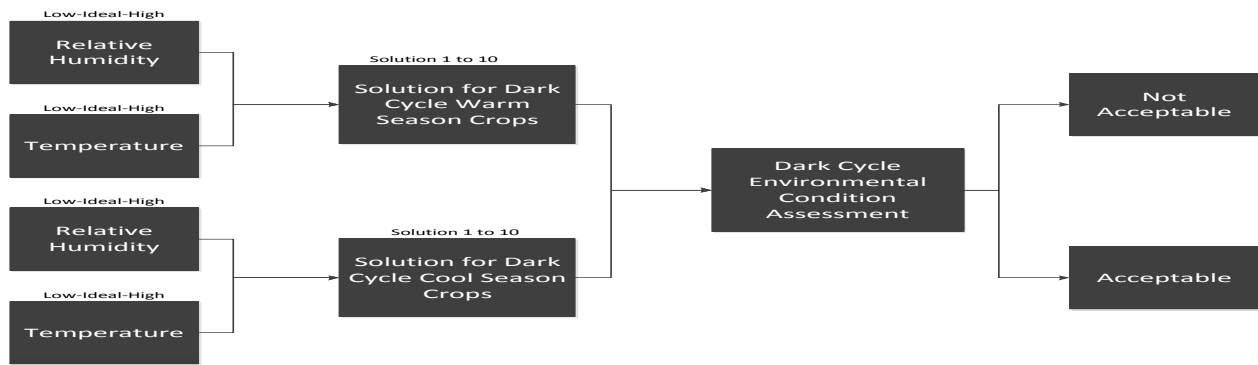 Low-Ideal-High
Relative
Humidity
Low-Ideal-High
Temperature
Low-Ideal-High
Relative
Humidity
Low-Ideal-High
Temperature
Solution 1 to 10
Solution for Dark
Cycle Warm
Season Crops
Solution 1 to 10
Solution for Dark
Cycle Cool Season
Crops
Dark Cycle
Environmental
Condition
Assessment
Not
Acceptable
Acceptable